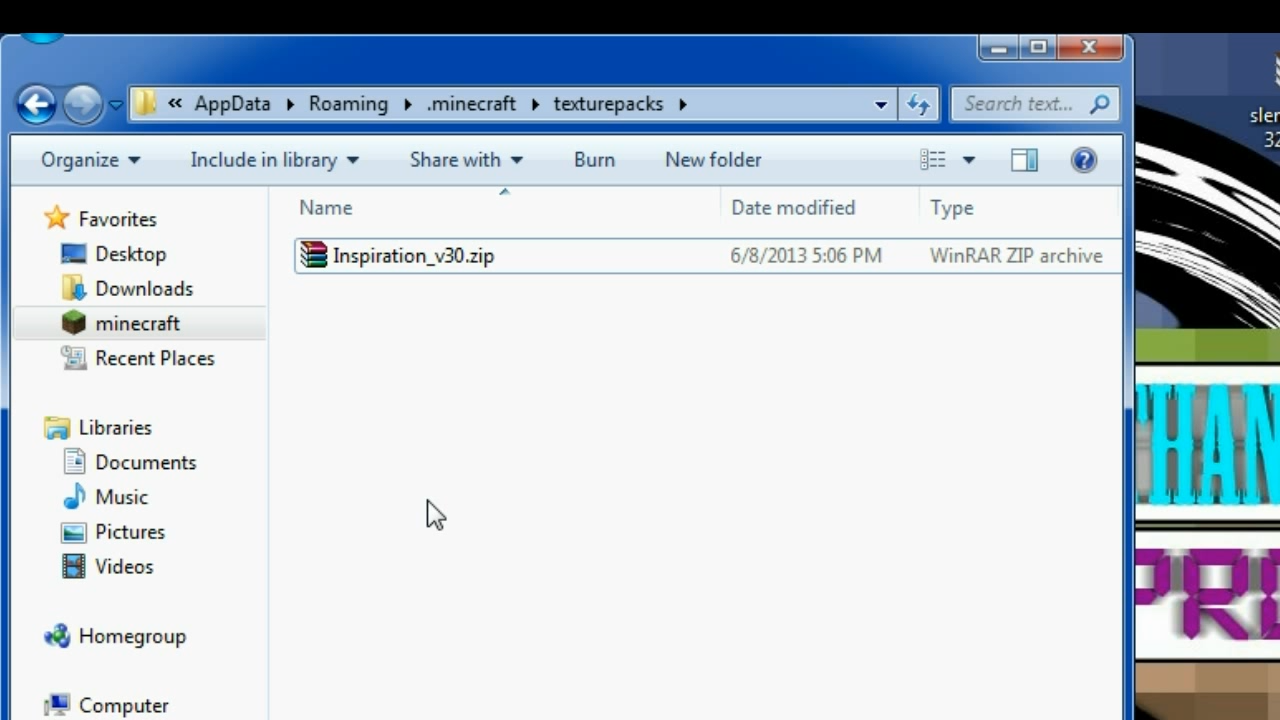 « AppData Roaming .minecraft texturepacks
Search text...
Organize Include in library Share with Burn New folder
Name Date modified Type
Inspiration_v30.zip 6/8/2013 5:06 PM WinRAR ZIP archive
Favorites
Desktop
Downloads
minecraft
Recent Places
Libraries
Documents
Music
Pictures
Videos
Homegroup
Computer